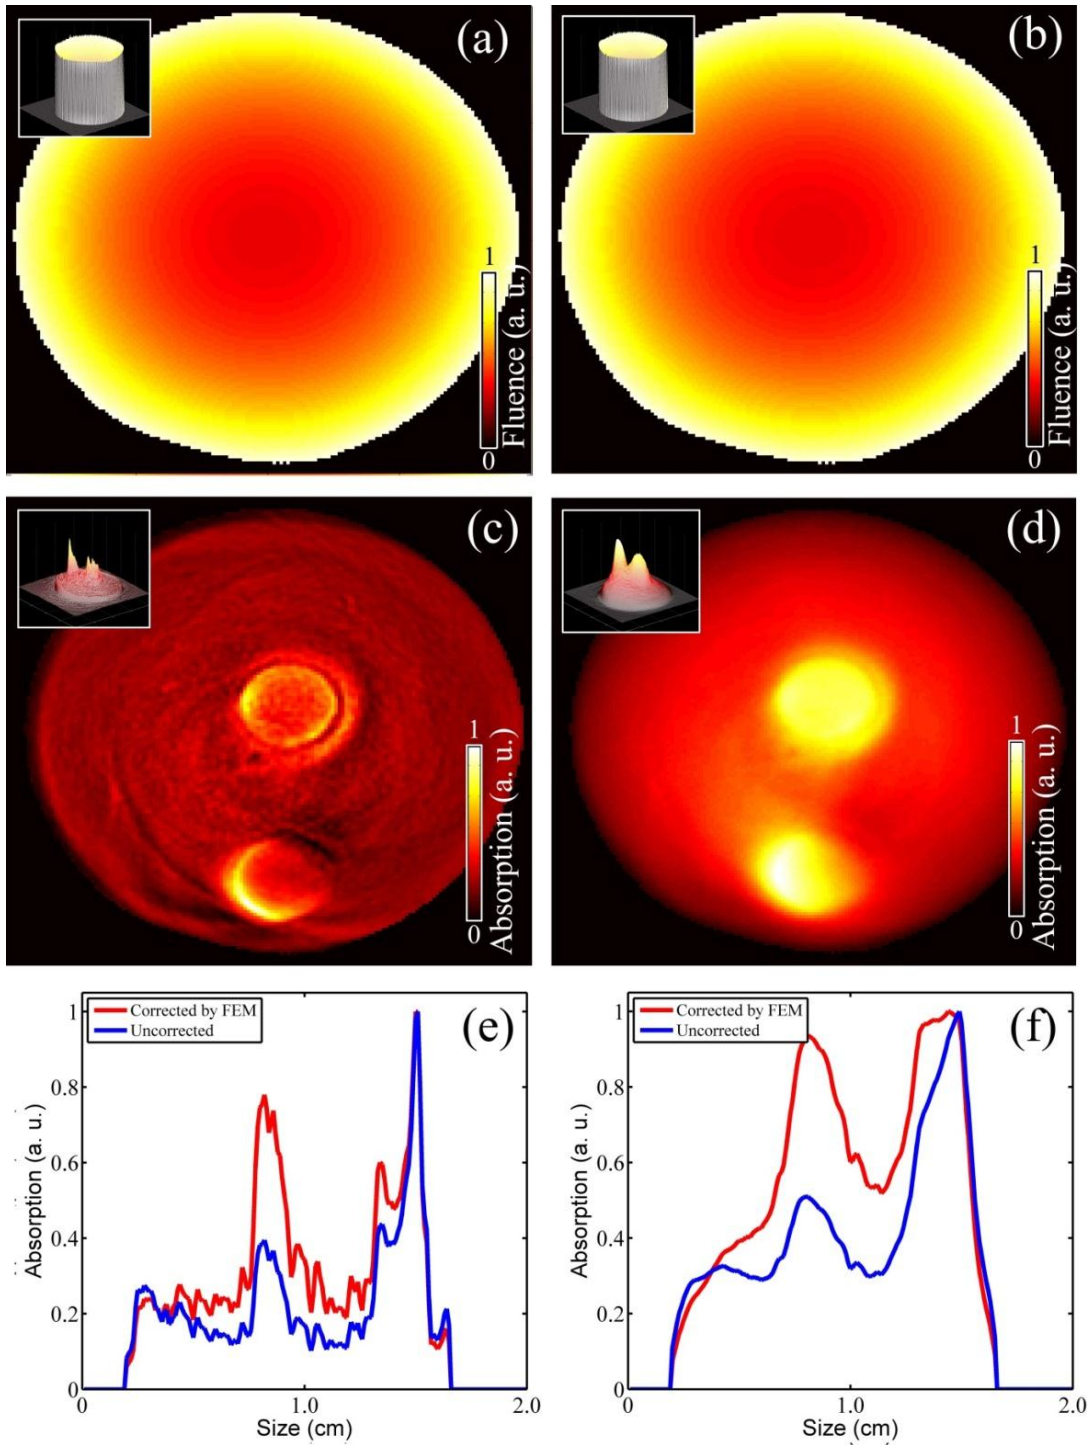 (a)
(b)
1
Fluence (a. u.)
0
1
Fluence (a. u.)
0
(c)
(d)
1
Absorption (a. u.)
0
1
Absorption (a. u.)
0
Corrected by FEM
Uncorrected
(e)
1
0.8
0.6
0.4
0.2
0
Absorption (a. u.)
0
1.0
2.0
Size (cm)
Corrected by FEM
Uncorrected
(f)
1
0.8
0.6
0.4
0.2
0
Absorption (a. u.)
0
1.0
2.0
Size (cm)